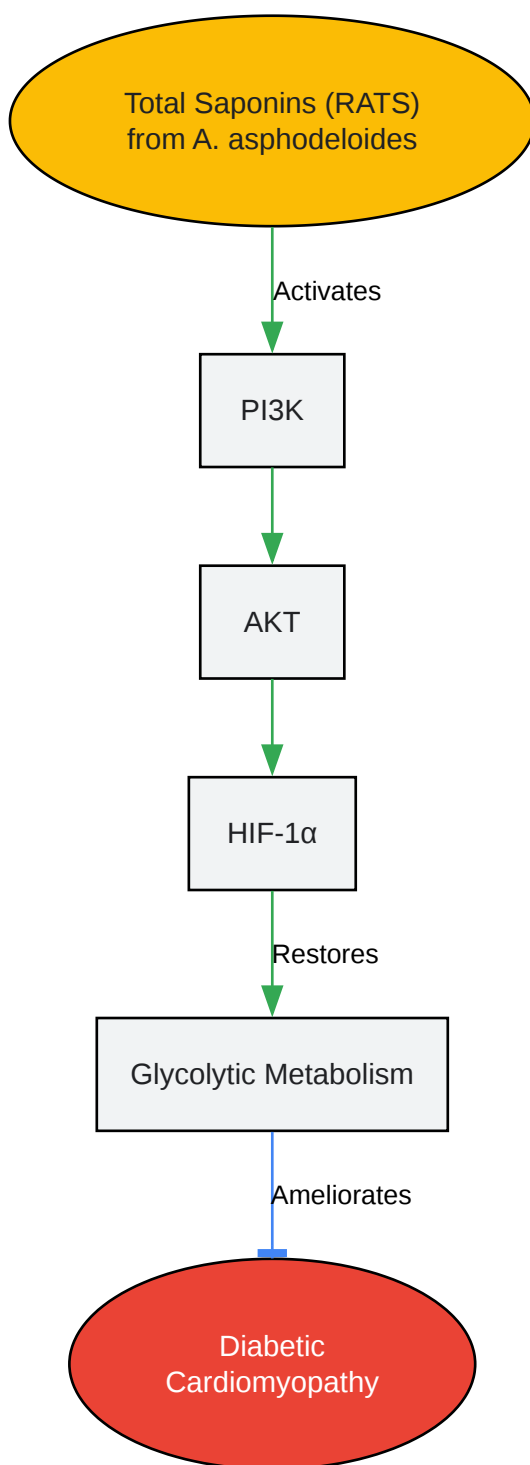 Total Saponins (RATS)
from A. asphodeloides
Activates
PI3K
AKT
HIF-1α
Restores
Glycolytic Metabolism
Ameliorates
Diabetic
Cardiomyopathy